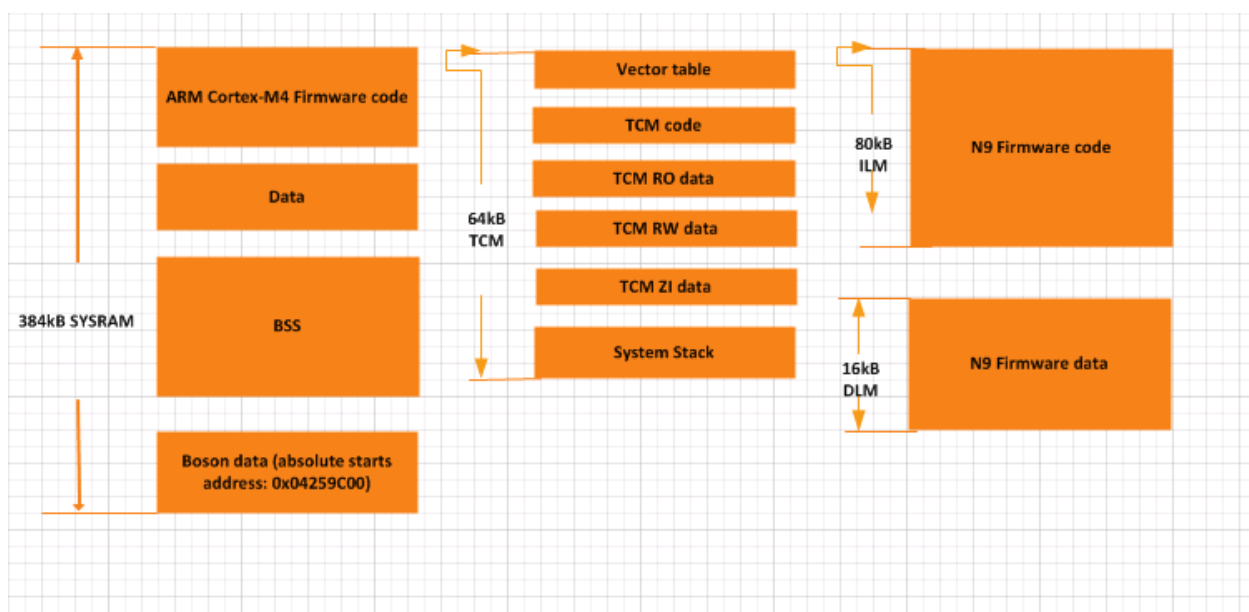 ARM Cortex-M4 Firmware code
Data
BSS
Boson data (absolute starts
address: 0x04259C00)
384kB SYSRAM
Vector table
TCM code
TCM RO data
TCM RW data
TCM ZI data
System Stack
64kB
TCM
N9 Firmware code
80kB
ILM
N9 Firmware data
16kB
DLM